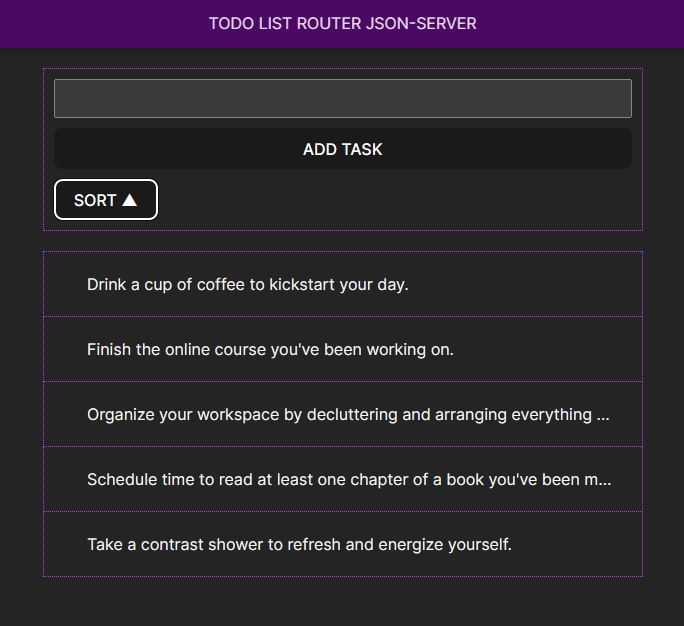 TODO LIST ROUTER JSON-SERVER
ADD TASK
SORT ▲
Drink a cup of coffee to kickstart your day.
Finish the online course you've been working on.
Organize your workspace by decluttering and arranging everything ...
Schedule time to read at least one chapter of a book you've been m...
Take a contrast shower to refresh and energize yourself.